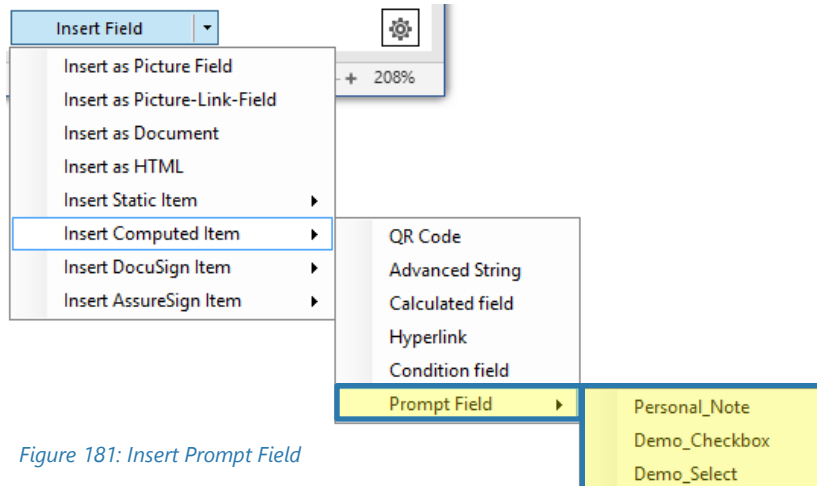 Insert Field
Insert as Picture Field
+ 208%
Insert as Picture-Link-Field
Insert as Document
Insert as HTML
Insert Static Item
Insert Computed Item
QR Code
Insert DocuSign Item
Advanced String
Insert AssureSign Item
Calculated field
Hyperlink
Condition field
Prompt Field
Personal_Note
Demo_Checkbox
Figure 181: Insert Prompt Field
Demo_Select